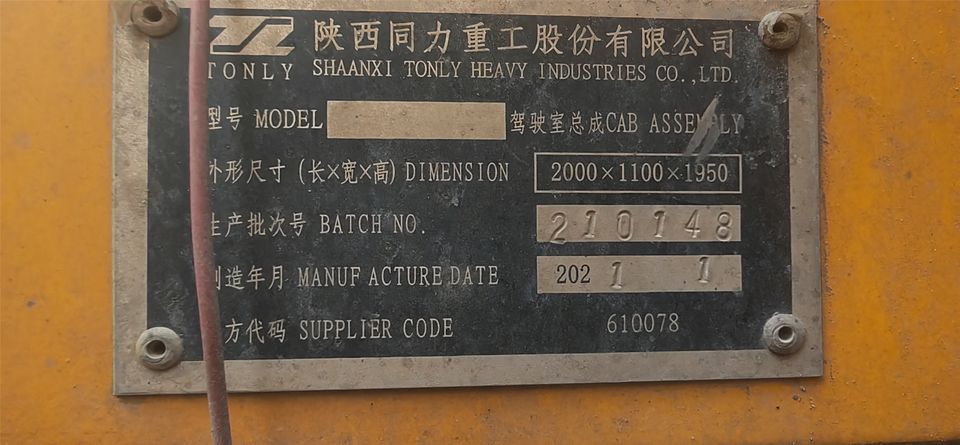 陕西同力重工股份有限公司
TONLY SHAANXI TONLY HEAVY INDUSTRIES CO.,LTD.
型号 MODEL 驾驶室总成CAB ASSEMBLY
外形尺寸 (长×宽×高) DIMENSION 2000×1100×1950
生产批次号 BATCH NO. 210148
制造年月 MANUFACTURE DATE 2021 1
方代码 SUPPLIER CODE 610078